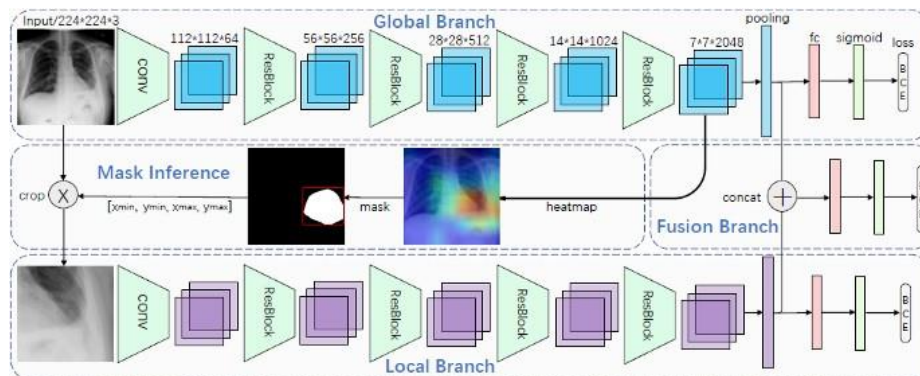 Global Branch
Input/224*224*3
112*112*64
56*56*256
28*28*512
14*14*1024
7*7*2048
pooling
fc
sigmoid
loss
conv
ResBlock
ResBlock
ResBlock
ResBlock
B
C
E
Mask Inference
crop
X
[xmin, ymin, xmax, ymax]
mask
heatmap
concat
+
Fusion Branch
conv
ResBlock
ResBlock
ResBlock
ResBlock
B
C
E
Local Branch